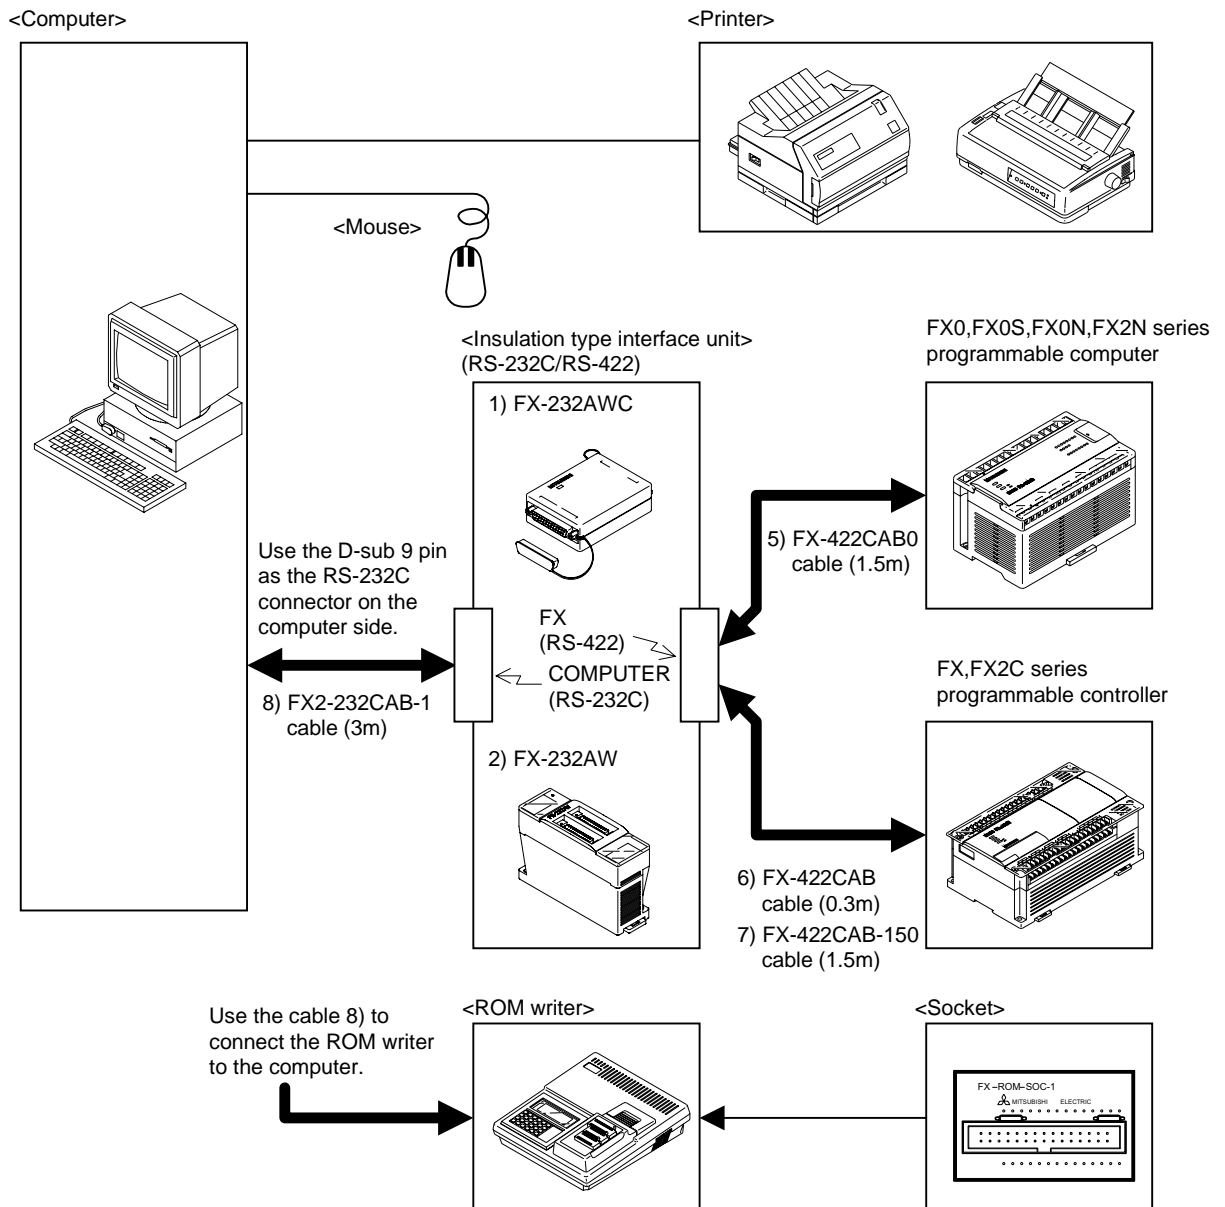 <Computer>
<Printer>
<Mouse>
<Insulation type interface unit>
(RS-232C/RS-422)
1) FX-232AWC
FX0,FX0S,FX0N,FX2N series
programmable computer
5) FX-422CAB0
cable (1.5m)
Use the D-sub 9 pin
as the RS-232C
connector on the
computer side.
FX
(RS-422)
COMPUTER
(RS-232C)
8) FX2-232CAB-1
cable (3m)
FX,FX2C series
programmable controller
2) FX-232AW
6) FX-422CAB
cable (0.3m)
7) FX-422CAB-150
cable (1.5m)
Use the cable 8) to
connect the ROM writer
to the computer.
<ROM writer>
<Socket>
FX-ROM-SOC-1
MITSUBISHI ELECTRIC